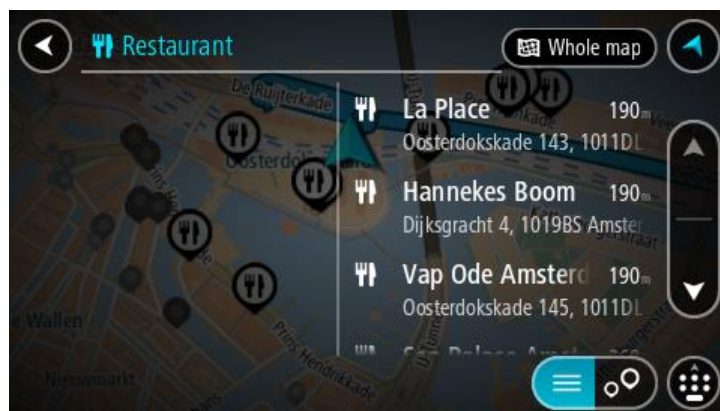 Restaurant
Whole map
De Ruijterkade
La Place 190m
Oosterdokskade 143, 1011DL
Hannekes Boom 190m
Dijksgracht 4, 1019BS Amster
Vap Ode Amsterd 190m
Oosterdokskade 145, 1011DL
Prins Hendrikkade
Nieuwmarkt